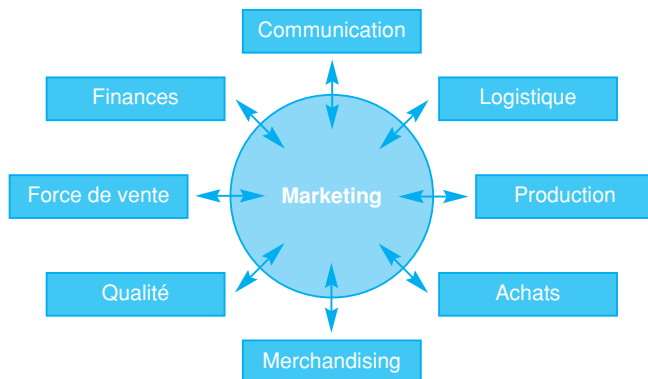 Communication
Finances
Logistique
Force de vente
Marketing
Production
Qualité
Achats
Merchandising